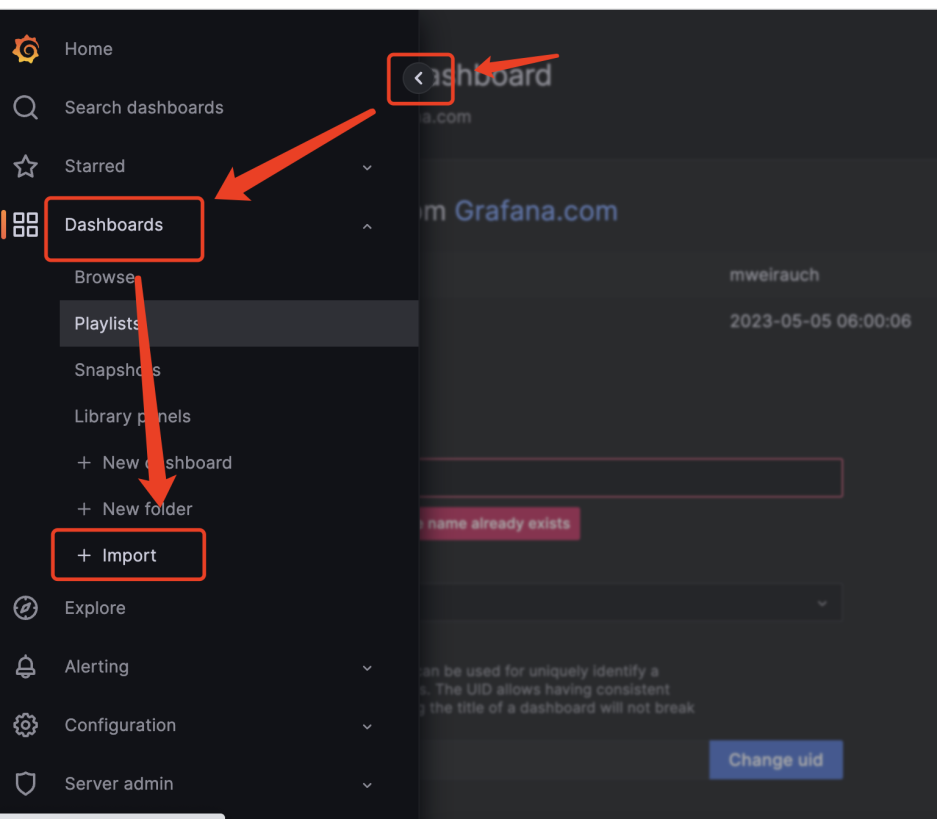 Home
Search dashboards
Starred
Dashboards
Browse
Playlists
Snapshots
Library panels
+ New dashboard
+ New folder
+ Import
Explore
Alerting
Configuration
Server admin
ashboard
a.com
om Grafana.com
mweirauch
2023-05-05 06:00:06
name already exists
can be used for uniquely identify a
s. The UID allows having consistent
g the title of a dashboard will not break
Change uid